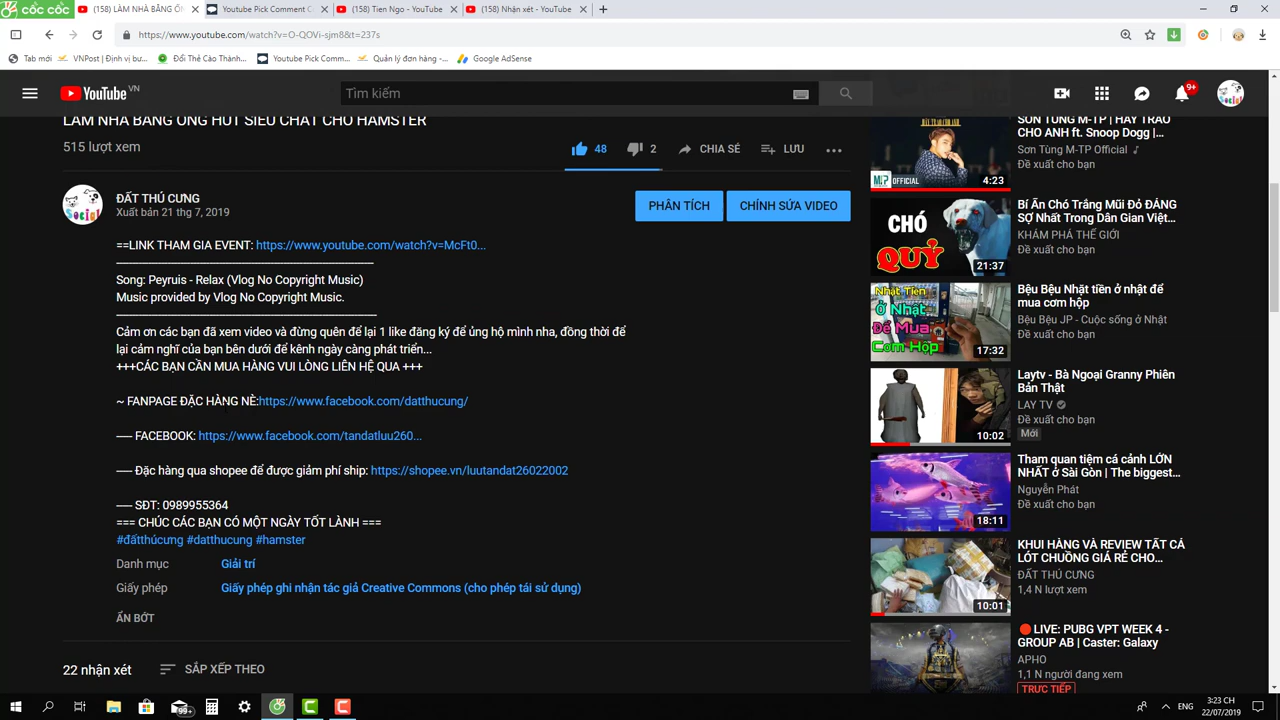 cốc cốc
(158) LÀM NHÀ BẰNG ỐN
Youtube Pick Comment C
(158) Tien Ngo - YouTube
(158) Nhận xét - YouTube
https://www.youtube.com/watch?v=O-QOVi-sjm8&t=237s
Tab mới
VNPost | Định vị bư...
Đổi Thẻ Cào Thành...
Youtube Pick Comm...
Quản lý đơn hàng -...
Google AdSense
YouTube VN
Tìm kiếm
9+
LÀM NHÀ BẰNG ỐNG HÚT SIÊU CHẤT CHO HAMSTER
515 lượt xem
48
2
CHIA SẺ
LƯU
ĐẤT THÚ CƯNG
Xuất bản 21 thg 7, 2019
PHÂN TÍCH
CHỈNH SỬA VIDEO
==LINK THAM GIA EVENT: https://www.youtube.com/watch?v=McFt0...
Song: Peyruis - Relax (Vlog No Copyright Music)
Music provided by Vlog No Copyright Music.
Cảm ơn các bạn đã xem video và đừng quên để lại 1 like đăng ký để ủng hộ mình nha, đồng thời để
lại cảm nghỉ của bạn bên dưới để kênh ngày càng phát triển...
+++CÁC BẠN CẦN MUA HÀNG VUI LÒNG LIÊN HỆ QUA +++
~ FANPAGE ĐẶC HÀNG NÈ:https://www.facebook.com/datthucung/
---- FACEBOOK: https://www.facebook.com/tandatluu260...
---- Đặc hàng qua shopee để được giảm phí ship: https://shopee.vn/luutandat26022002
---- SĐT: 0989955364
=== CHÚC CÁC BẠN CÓ MỘT NGÀY TỐT LÀNH ===
#đấtthúcưng #datthucung #hamster
Danh mục
Giải trí
Giấy phép
Giấy phép ghi nhận tác giả Creative Commons (cho phép tái sử dụng)
ẨN BỚT
22 nhận xét
SẮP XẾP THEO
SƠN TÙNG M-TP | HÃY TRAO
CHO ANH ft. Snoop Dogg |...
Sơn Tùng M-TP Official
Đề xuất cho bạn
M-TP OFFICIAL
4:23
Bí Ẩn Chó Trắng Mũi Đỏ ĐÁNG
SỢ Nhất Trong Dân Gian Việt...
KHÁM PHÁ THẾ GIỚI
Đề xuất cho bạn
CHÓ
QUỶ
21:37
Bệu Bệu Nhặt tiền ở nhật để
mua cơm hộp
Bệu Bệu JP - Cuộc sống ở Nhật
Đề xuất cho bạn
Nhặt Tiền
Ở Nhật
Để Mua
Cơm Hộp
17:32
Laytv - Bà Ngoại Granny Phiên
Bản Thật
LAY TV
Đề xuất cho bạn
Mới
10:02
Tham quan tiệm cá cảnh LỚN
NHẤT ở Sài Gòn | The biggest...
Nguyễn Phát
Đề xuất cho bạn
18:11
KHUI HÀNG VÀ REVIEW TẤT CẢ
LÓT CHUỒNG GIÁ RẺ CHO...
ĐẤT THÚ CƯNG
1,4 N lượt xem
10:01
🔴 LIVE: PUBG VPT WEEK 4 -
GROUP AB | Caster: Galaxy
APHO
1,1 N người đang xem
TRỰC TIẾP
99+
ENG
3:23 CH
22/07/2019